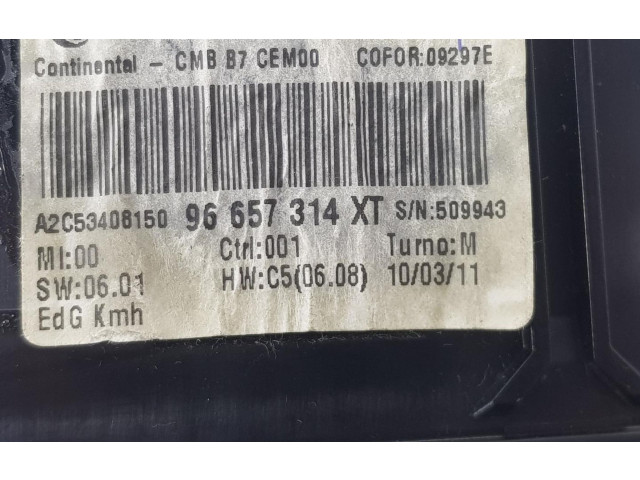 Continental - CMB B7 CEM00 COFOR:09297E
A2C53408150 96 657 314 XT S/N:509943
MI:00 Ctrl:001 Turno:M
SW:06.01 HW:C5(06.08) 10/03/11
EdG Kmh